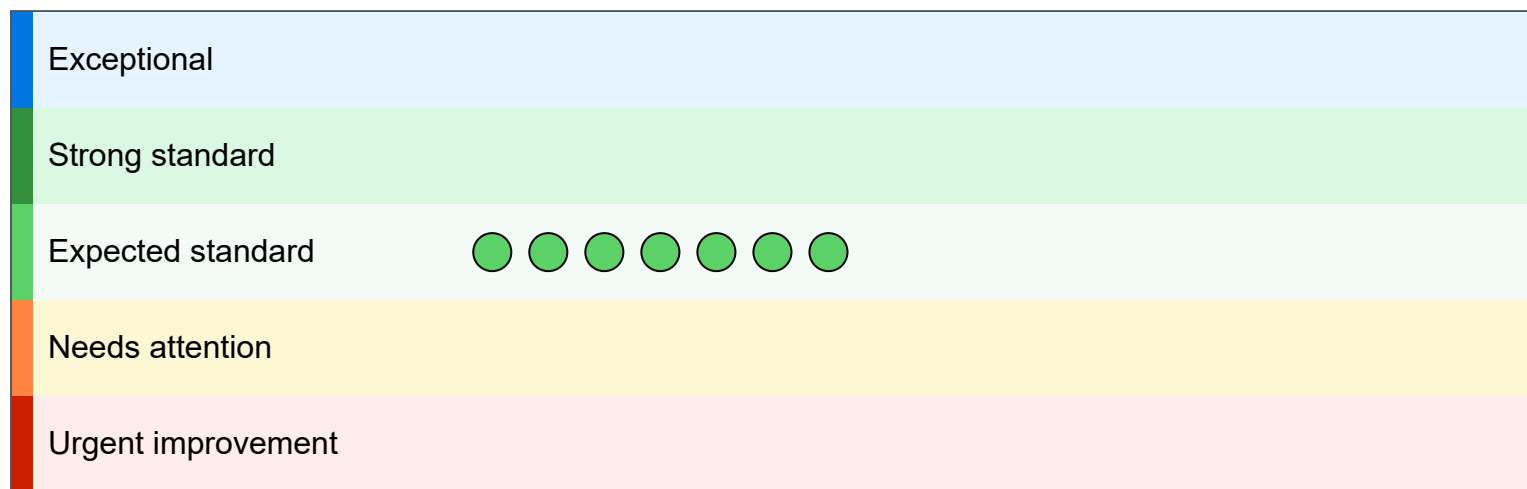 Exceptional
Strong standard
Expected standard
Needs attention
Urgent improvement